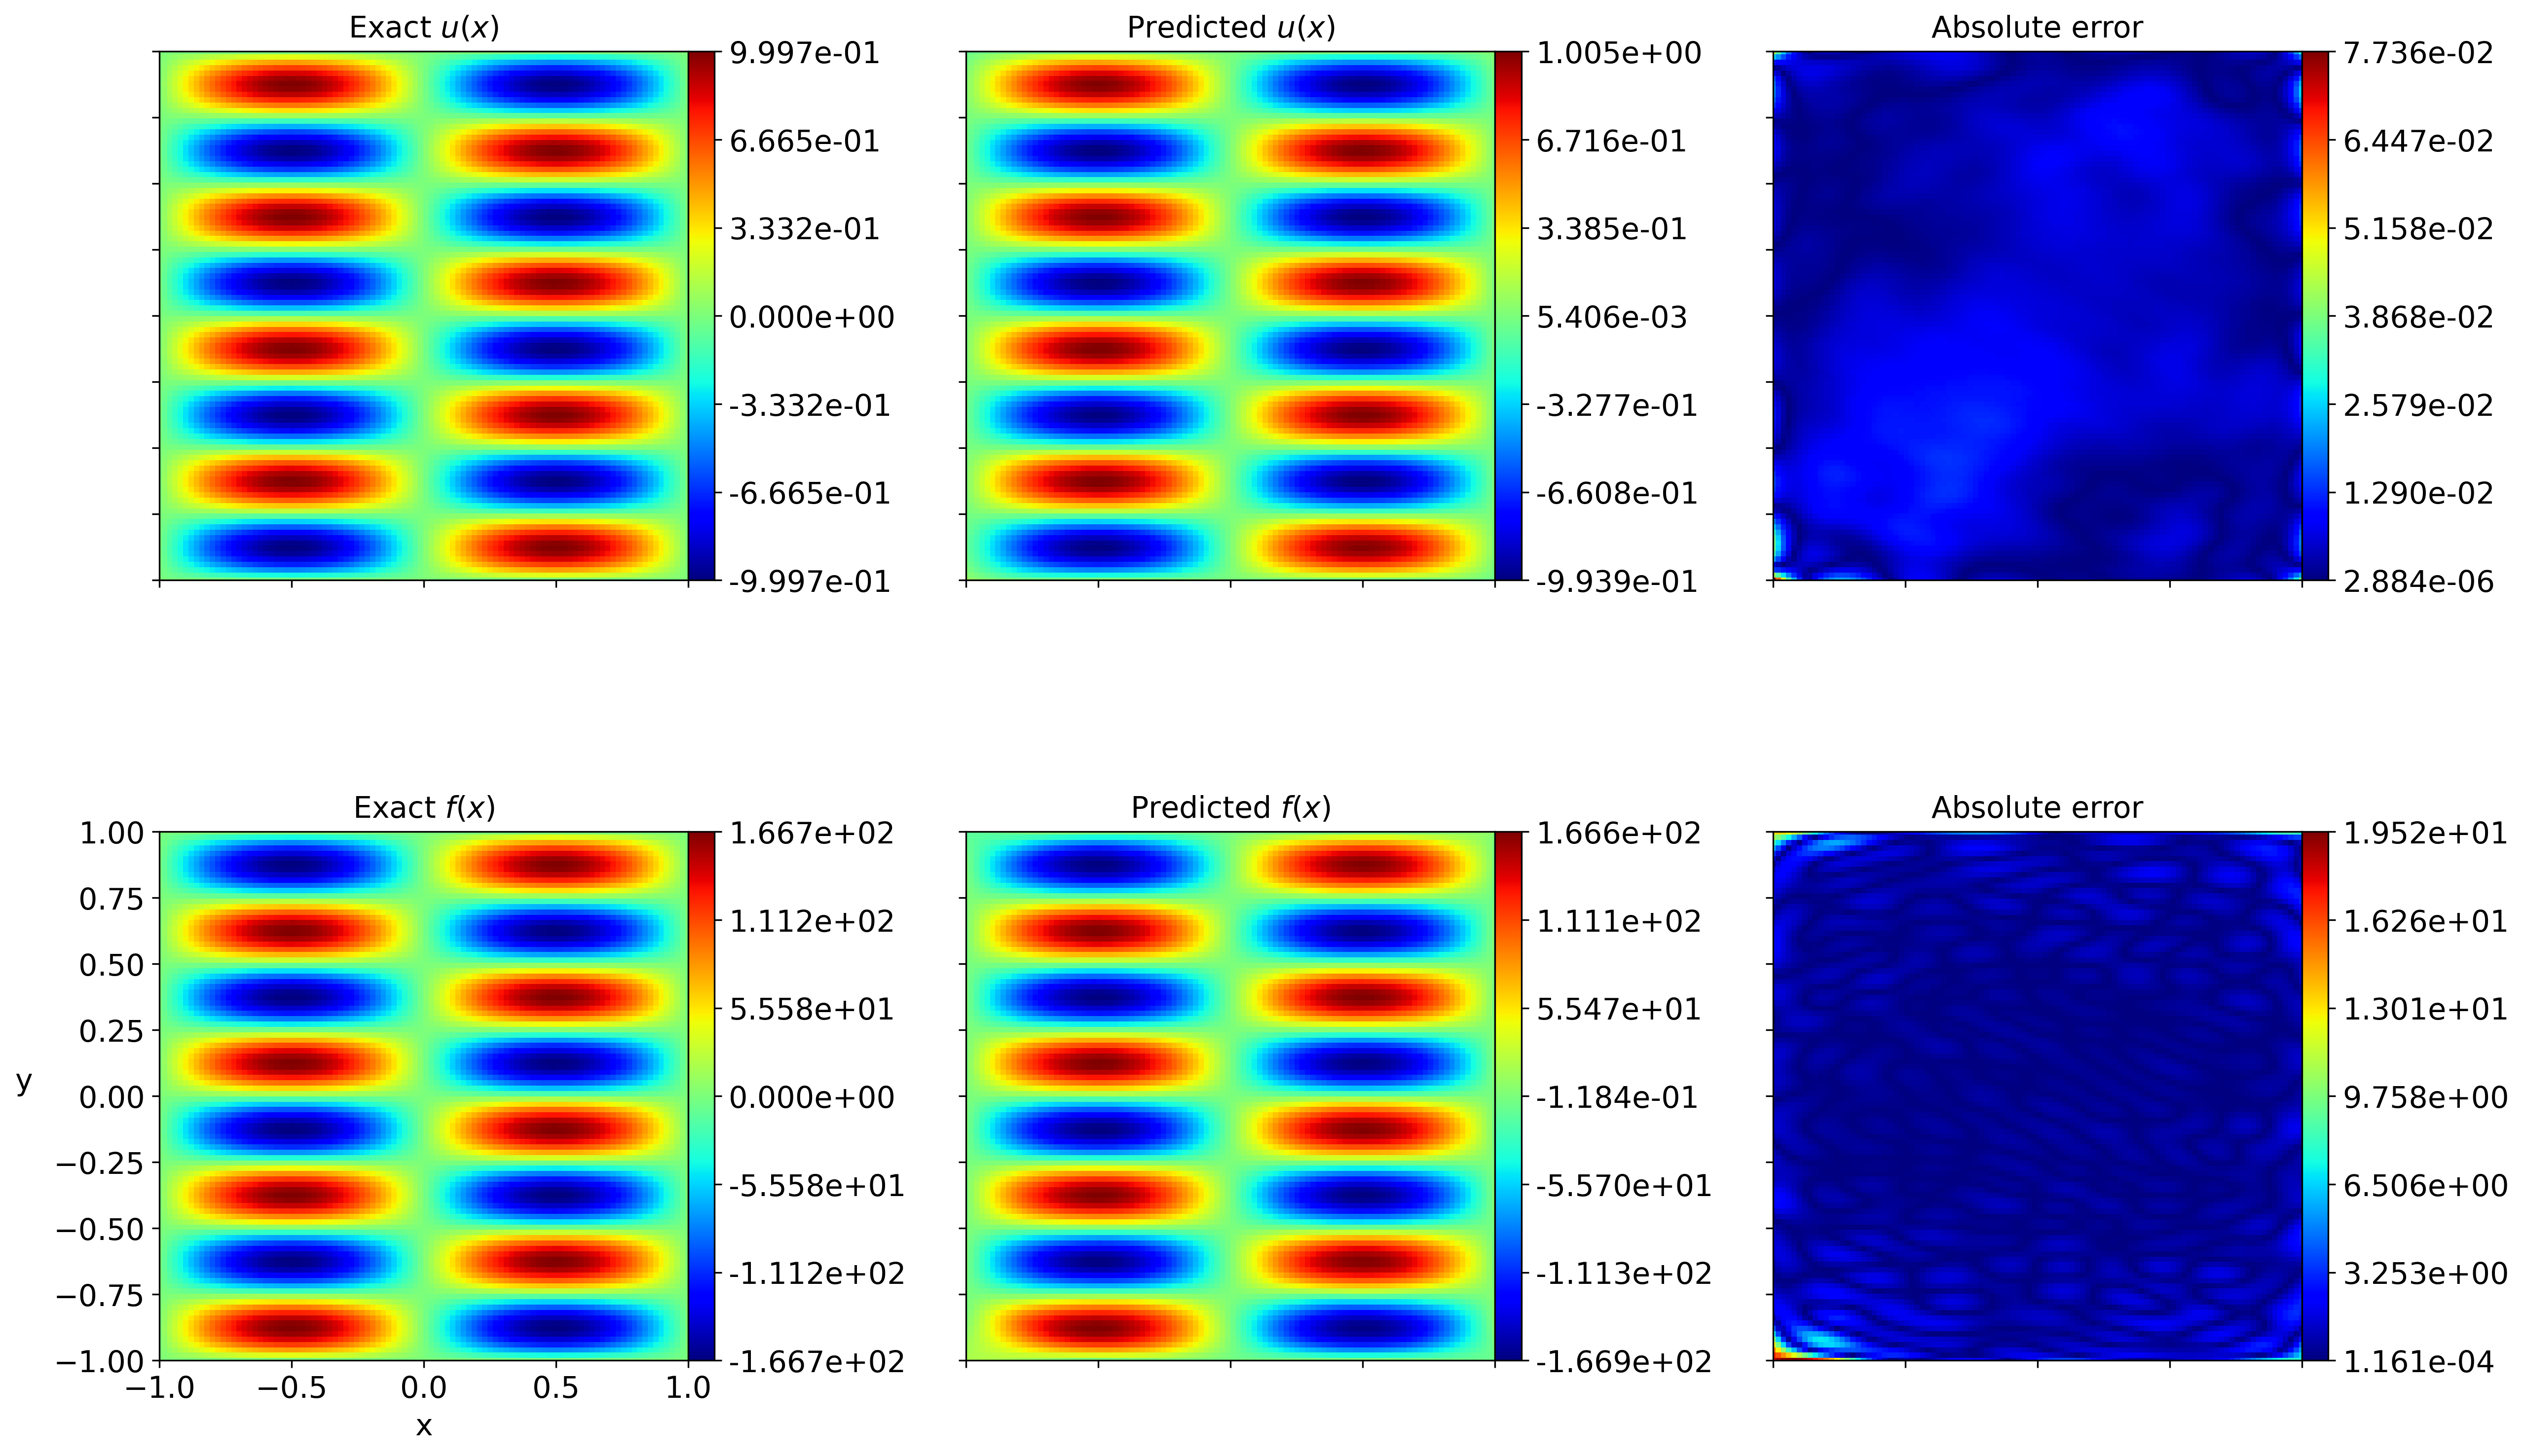 Exact u(x)
9.997e-01
6.665e-01
3.332e-01
0.000e+00
-3.332e-01
-6.665e-01
-9.997e-01
Predicted u(x)
1.005e+00
6.716e-01
3.385e-01
5.406e-03
-3.277e-01
-6.608e-01
-9.939e-01
Absolute error
7.736e-02
6.447e-02
5.158e-02
3.868e-02
2.579e-02
1.290e-02
2.884e-06
Exact f(x)
y
1.00
0.75
0.50
0.25
0.00
−0.25
−0.50
−0.75
−1.00
−1.0 −0.5 0.0 0.5 1.0
x
1.667e+02
1.112e+02
5.558e+01
0.000e+00
-5.558e+01
-1.112e+02
-1.667e+02
Predicted f(x)
1.666e+02
1.111e+02
5.547e+01
-1.184e-01
-5.570e+01
-1.113e+02
-1.669e+02
Absolute error
1.952e+01
1.626e+01
1.301e+01
9.758e+00
6.506e+00
3.253e+00
1.161e-04